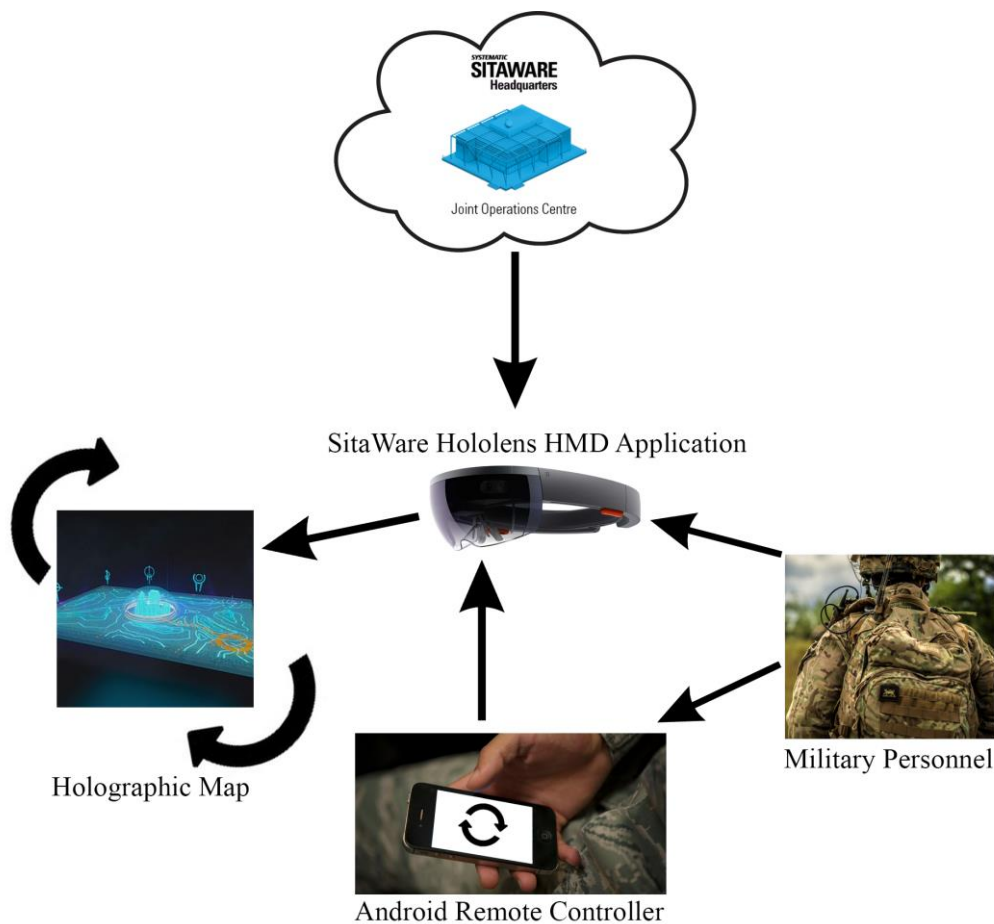 SYSTEMATIC
SITAWARE
Headquarters
Joint Operations Centre
SitaWare Hololens HMD Application
Holographic Map
Military Personnel
Android Remote Controller